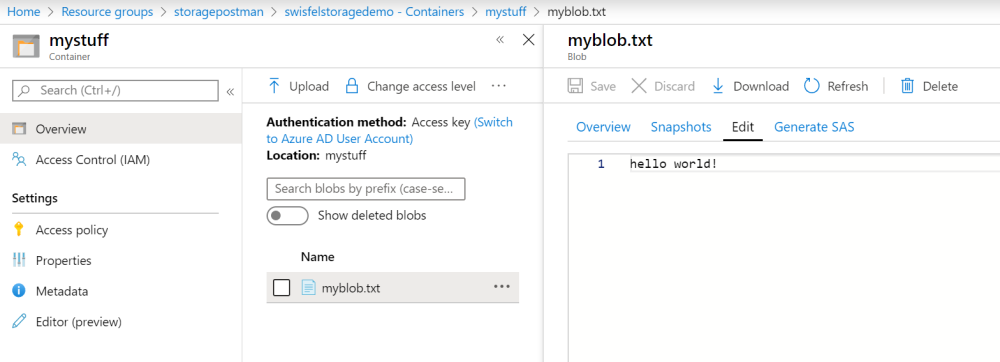 Home > Resource groups > storagepostman > swisfelstoragedemo - Containers > mystuff > myblob.txt
mystuff
Container
Search (Ctrl+/)
Overview
Access Control (IAM)
Settings
Access policy
Properties
Metadata
Editor (preview)
Upload Change access level ...
Authentication method: Access key (Switch
to Azure AD User Account)
Location: mystuff
Search blobs by prefix (case-se...
Show deleted blobs
Name
myblob.txt ...
myblob.txt
Blob
Save Discard Download Refresh Delete
Overview Snapshots Edit Generate SAS
1 hello world!